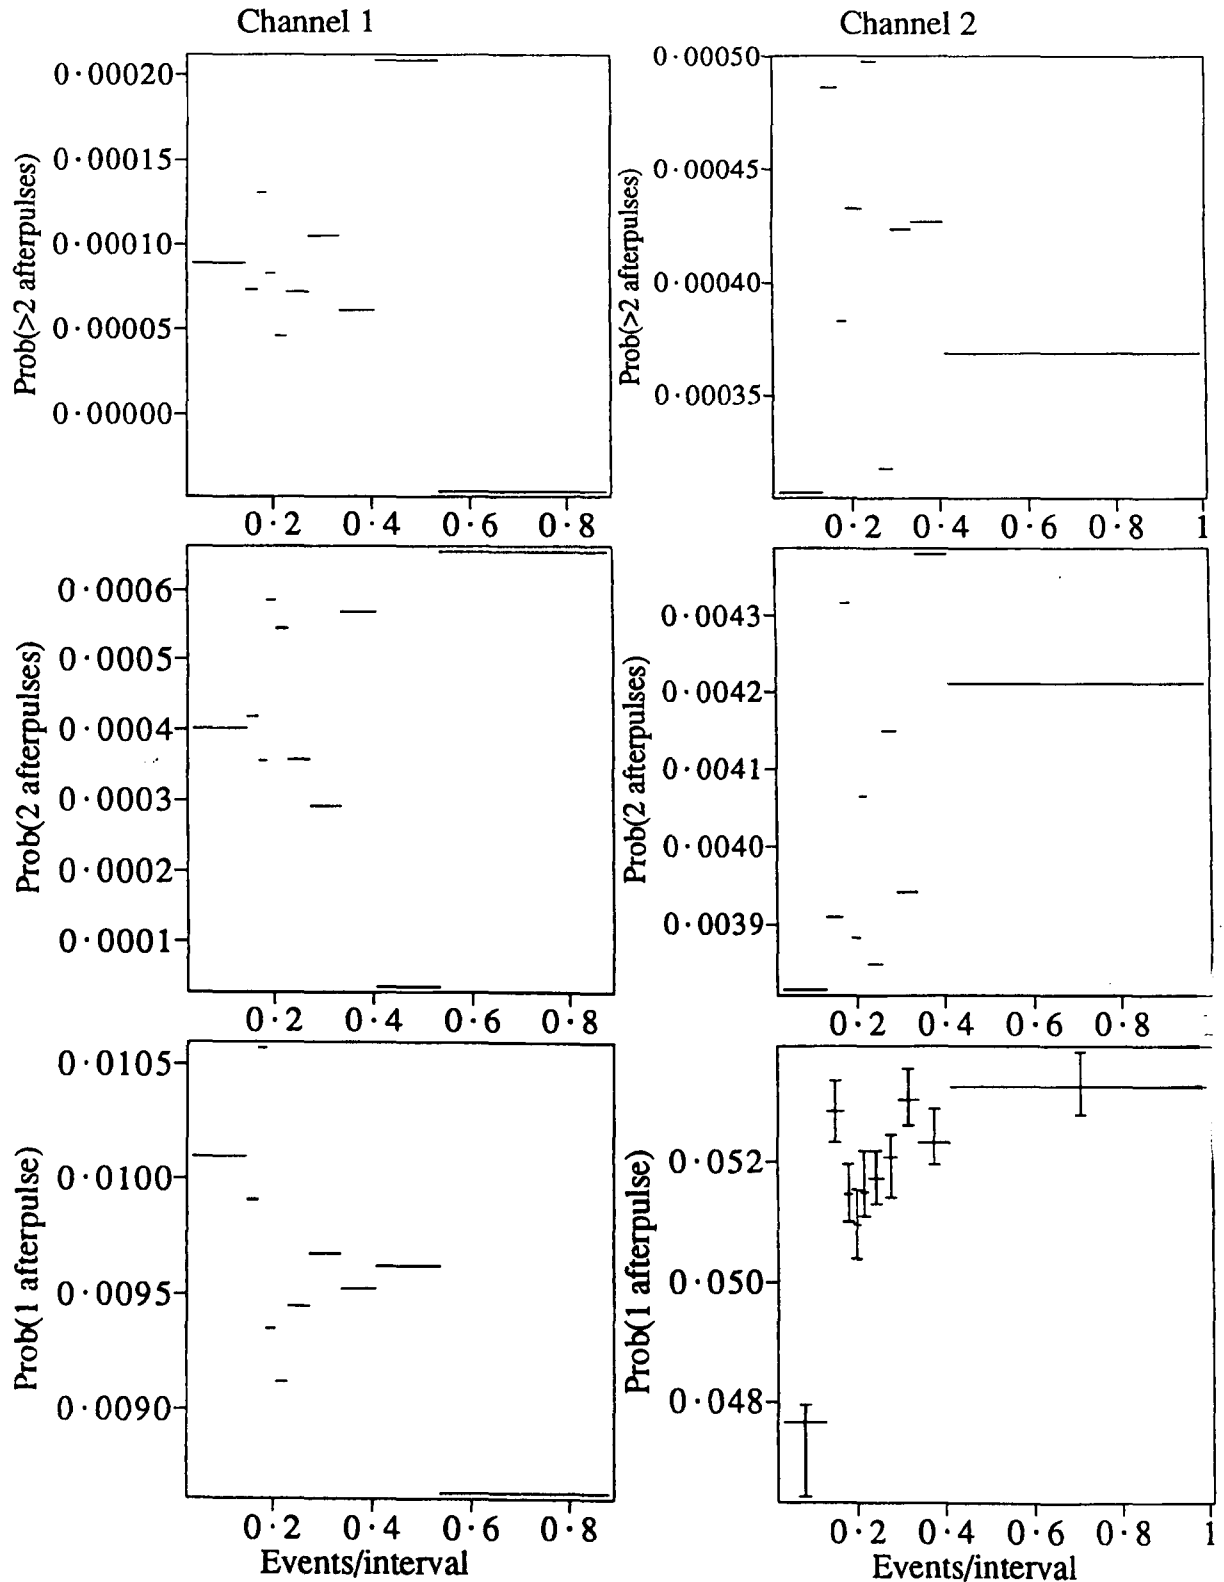 Channel 1
Channel 2
Prob(>2 afterpulses)
0·00020
0·00015
0·00010
0·00005
0·00000
0·2 0·4 0·6 0·8
Prob(>2 afterpulses)
0·00050
0·00045
0·00040
0·00035
0·2 0·4 0·6 0·8 1
Prob(2 afterpulses)
0·0006
0·0005
0·0004
0·0003
0·0002
0·0001
0·2 0·4 0·6 0·8
Prob(2 afterpulses)
0·0043
0·0042
0·0041
0·0040
0·0039
0·2 0·4 0·6 0·8
Prob(1 afterpulse)
0·0105
0·0100
0·0095
0·0090
0·2 0·4 0·6 0·8
Events/interval
Prob(1 afterpulse)
0·052
0·050
0·048
0·2 0·4 0·6 0·8 1
Events/interval